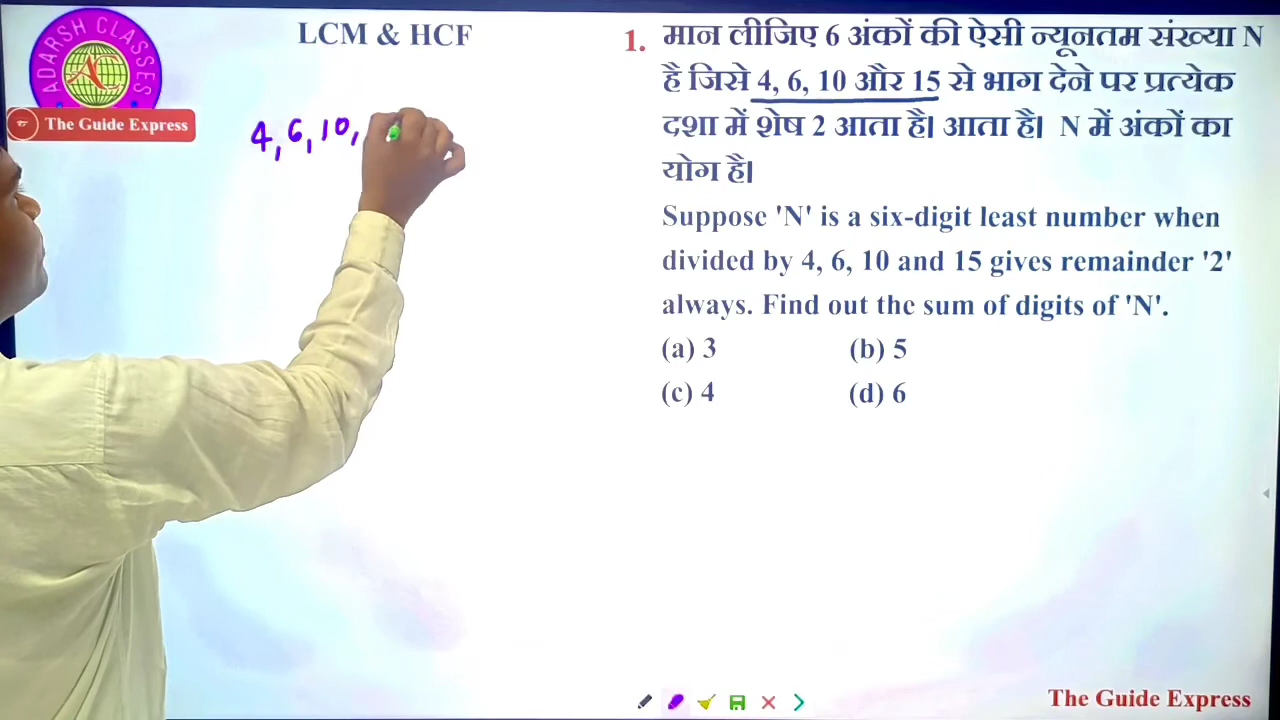 ADARSH CLASSES
The Guide Express
LCM & HCF
4, 6, 10,
1. मान लीजिए 6 अंकों की ऐसी न्यूनतम संख्या N
है जिसे 4, 6, 10 और 15 से भाग देने पर प्रत्येक
दशा में शेष 2 आता है। आता है। N में अंकों का
योग है।
Suppose 'N' is a six-digit least number when
divided by 4, 6, 10 and 15 gives remainder '2'
always. Find out the sum of digits of 'N'.
(a) 3 (b) 5
(c) 4 (d) 6
The Guide Express